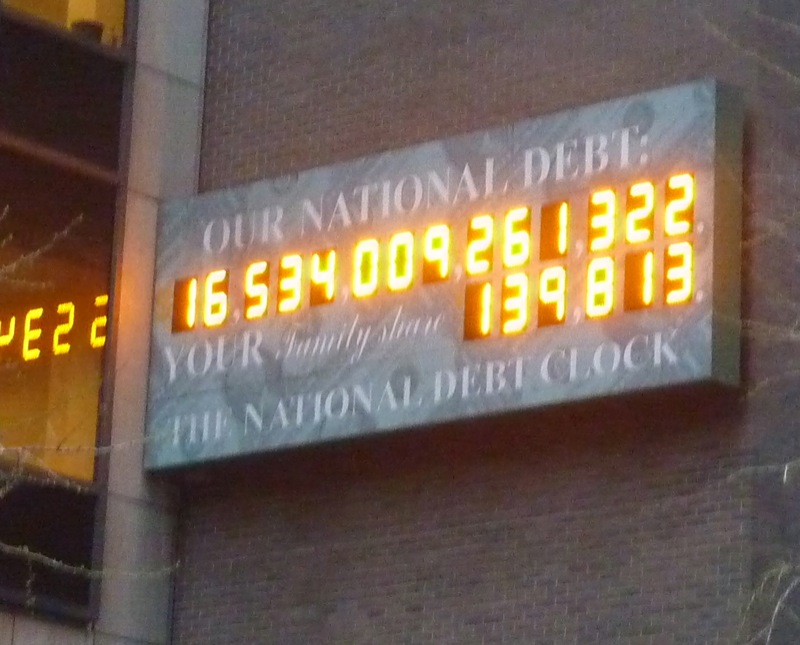 OUR NATIONAL DEBT:
16,534,009,261,322.
YOUR Family share 139,813.
THE NATIONAL DEBT CLOCK